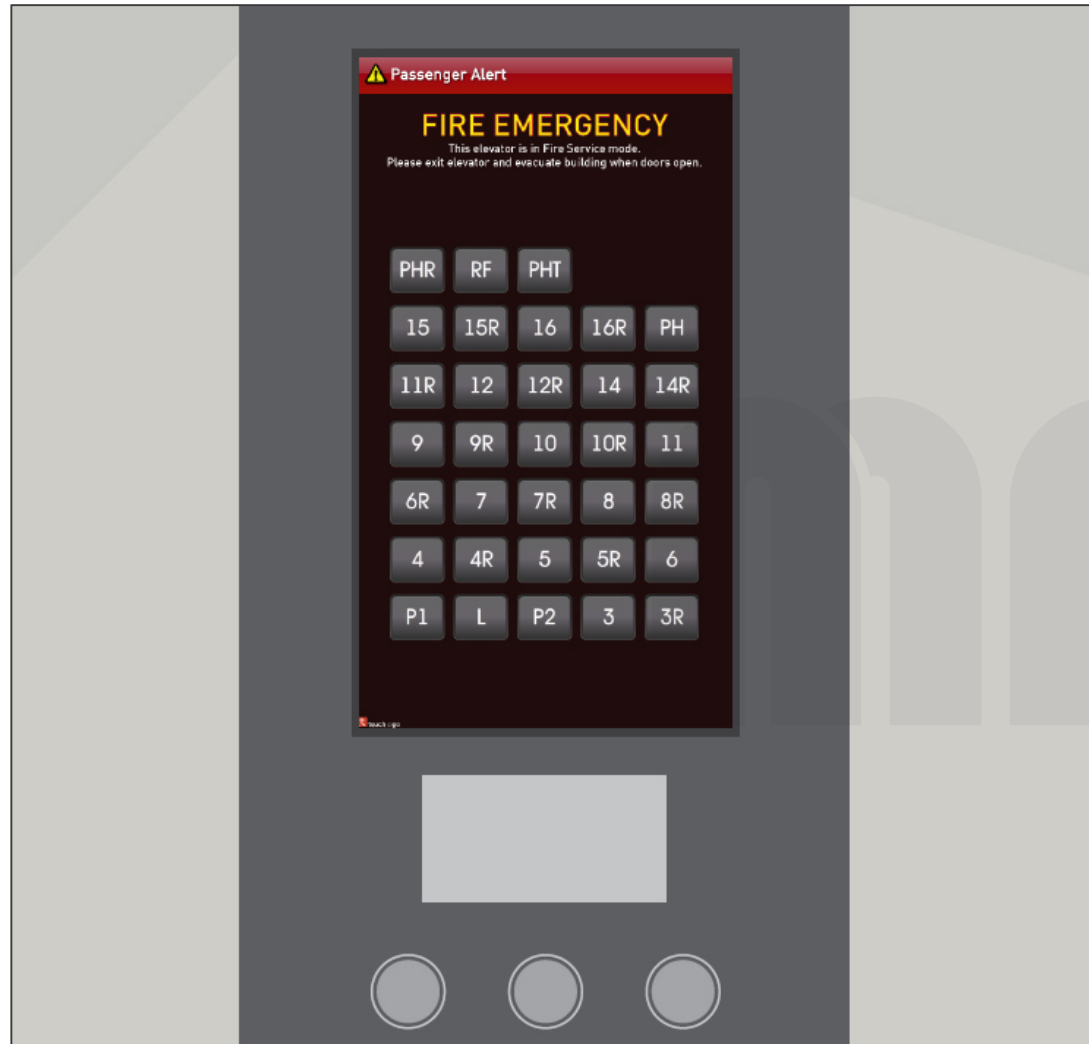 Passenger Alert
FIRE EMERGENCY
This elevator is in Fire Service mode.
Please exit elevator and evacuate building when doors open.
PHR RF PHT
15 15R 16 16R PH
11R 12 12R 14 14R
9 9R 10 10R 11
6R 7 7R 8 8R
4 4R 5 5R 6
P1 L P2 3 3R